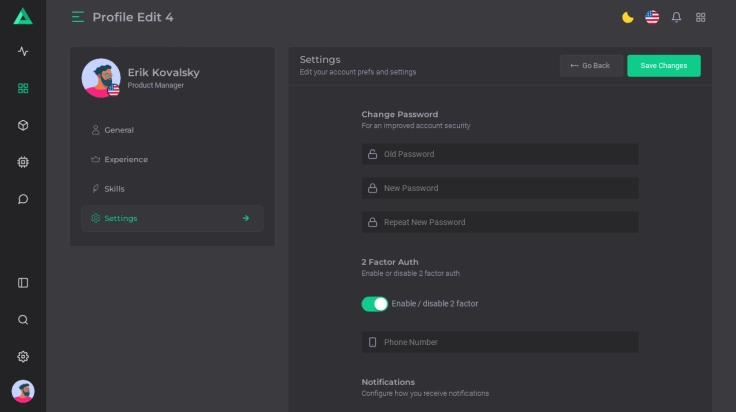 Profile Edit 4
Erik Kovalsky
Product Manager
General
Experience
Skills
Settings
Settings
Edit your account prefs and settings
Go Back
Save Changes
Change Password
For an improved account security
Old Password
New Password
Repeat New Password
2 Factor Auth
Enable or disable 2 factor auth
Enable / disable 2 factor
Phone Number
Notifications
Configure how you receive notifications